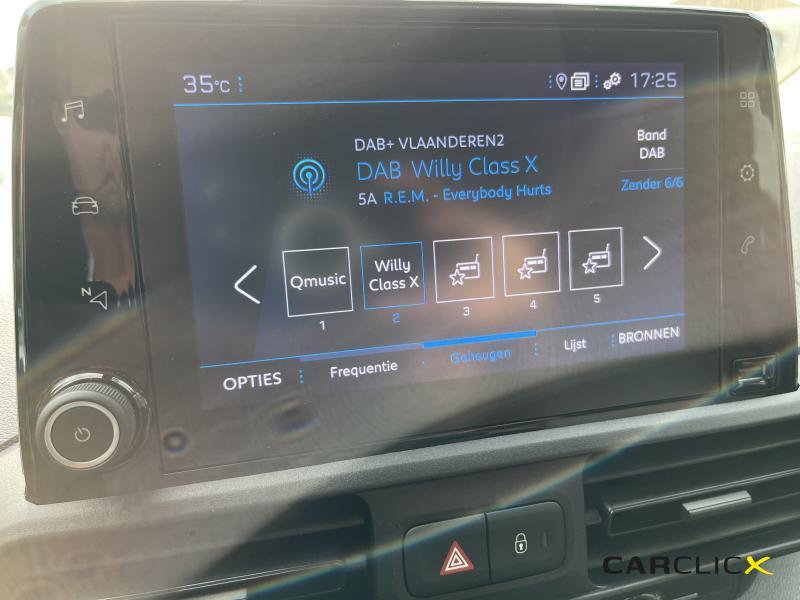 35°C
17:25
DAB+ VLAANDEREN2
DAB Willy Class X
5A R.E.M. - Everybody Hurts
Band
DAB
Zender 6/6
Qmusic
Willy
Class X
1
2
3
4
5
OPTIES
Frequentie
Geheugen
Lijst
BRONNEN
N
CARCLICX